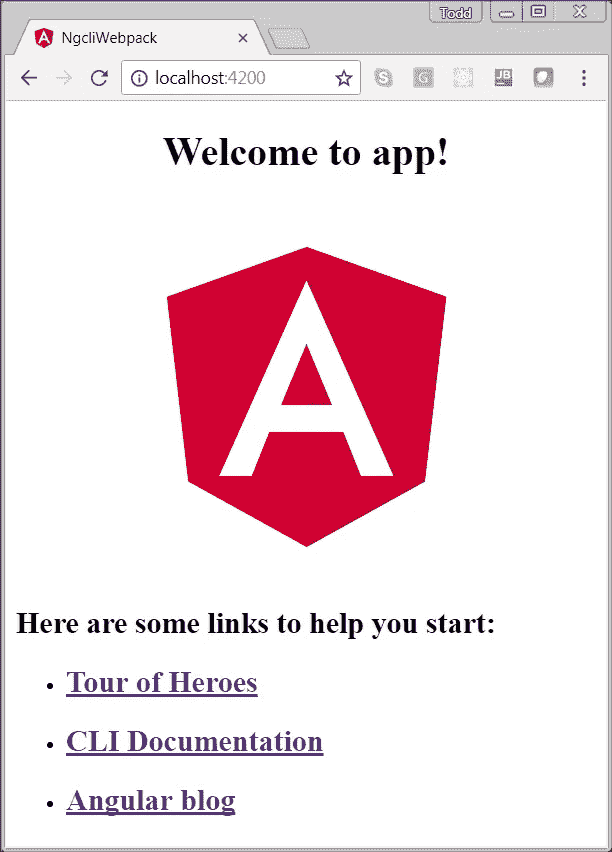 Todd
NgcliWebpack
localhost:4200
G
JB
Welcome to app!
A
Here are some links to help you start:
Tour of Heroes
CLI Documentation
Angular blog